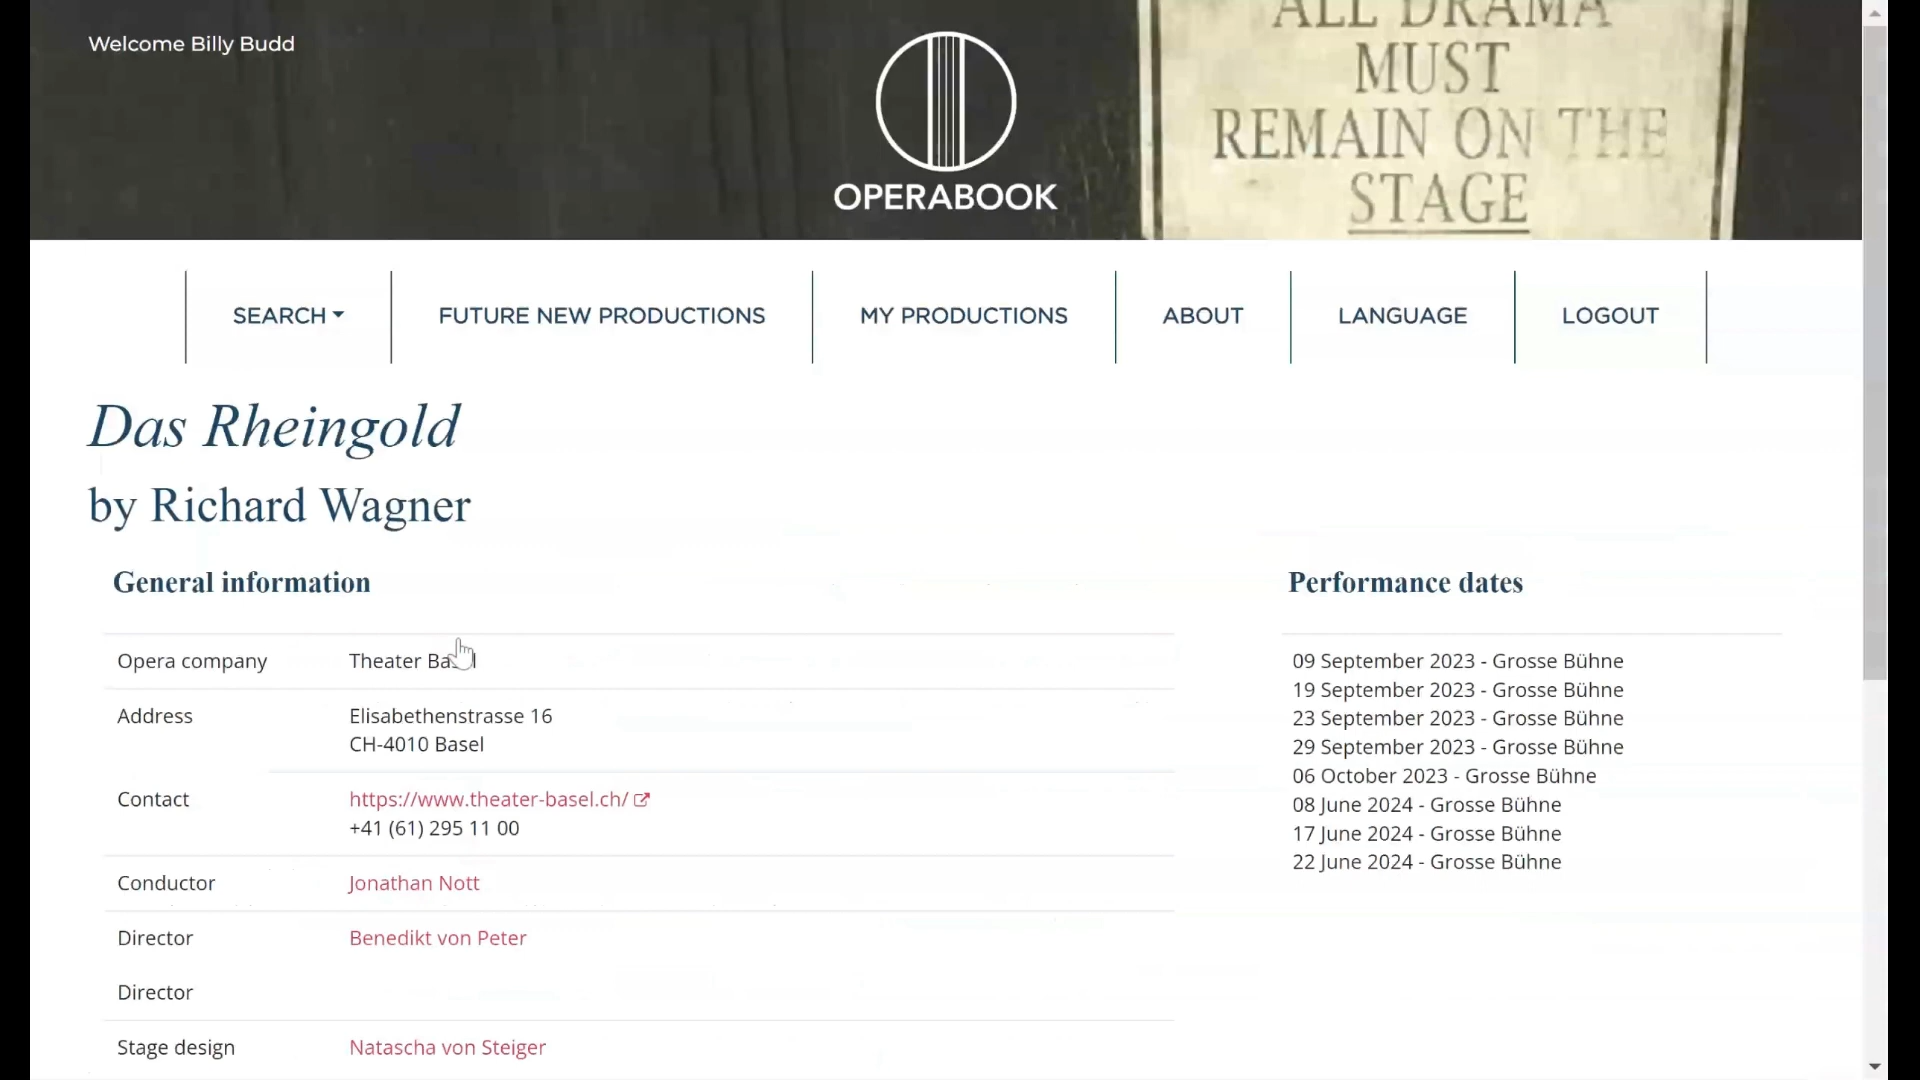 Welcome Billy Budd
ALL DRAMA
MUST
REMAIN ON THE
STAGE
OPERABOOK
SEARCH
FUTURE NEW PRODUCTIONS
MY PRODUCTIONS
ABOUT
LANGUAGE
LOGOUT
Das Rheingold
by Richard Wagner
General information
Opera company
Theater Basel
Address
Elisabethenstrasse 16
CH-4010 Basel
Contact
https://www.theater-basel.ch/
+41 (61) 295 11 00
Conductor
Jonathan Nott
Director
Benedikt von Peter
Director
Stage design
Natascha von Steiger
Performance dates
09 September 2023 - Grosse Bühne
19 September 2023 - Grosse Bühne
23 September 2023 - Grosse Bühne
29 September 2023 - Grosse Bühne
06 October 2023 - Grosse Bühne
08 June 2024 - Grosse Bühne
17 June 2024 - Grosse Bühne
22 June 2024 - Grosse Bühne